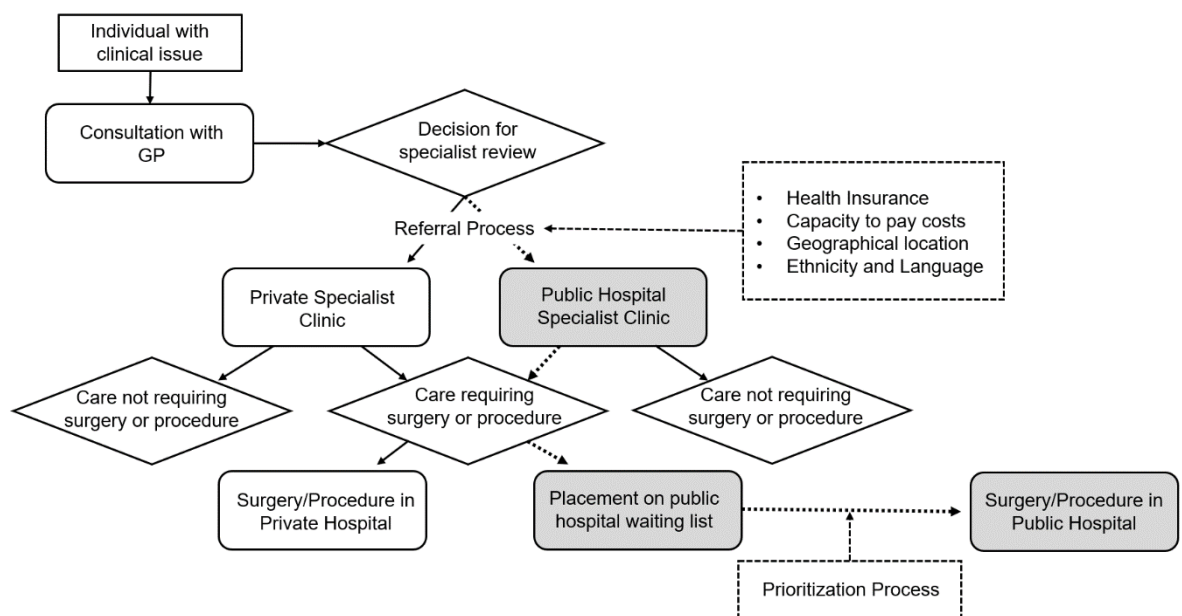 Individual with
clinical issue
Consultation with
GP
Decision for
specialist review
• Health Insurance
• Capacity to pay costs
• Geographical location
• Ethnicity and Language
Referral Process
Private Specialist
Clinic
Public Hospital
Specialist Clinic
Care not requiring
surgery or procedure
Care requiring
surgery or procedure
Care not requiring
surgery or procedure
Surgery/Procedure in
Private Hospital
Placement on public
hospital waiting list
Surgery/Procedure in
Public Hospital
Prioritization Process